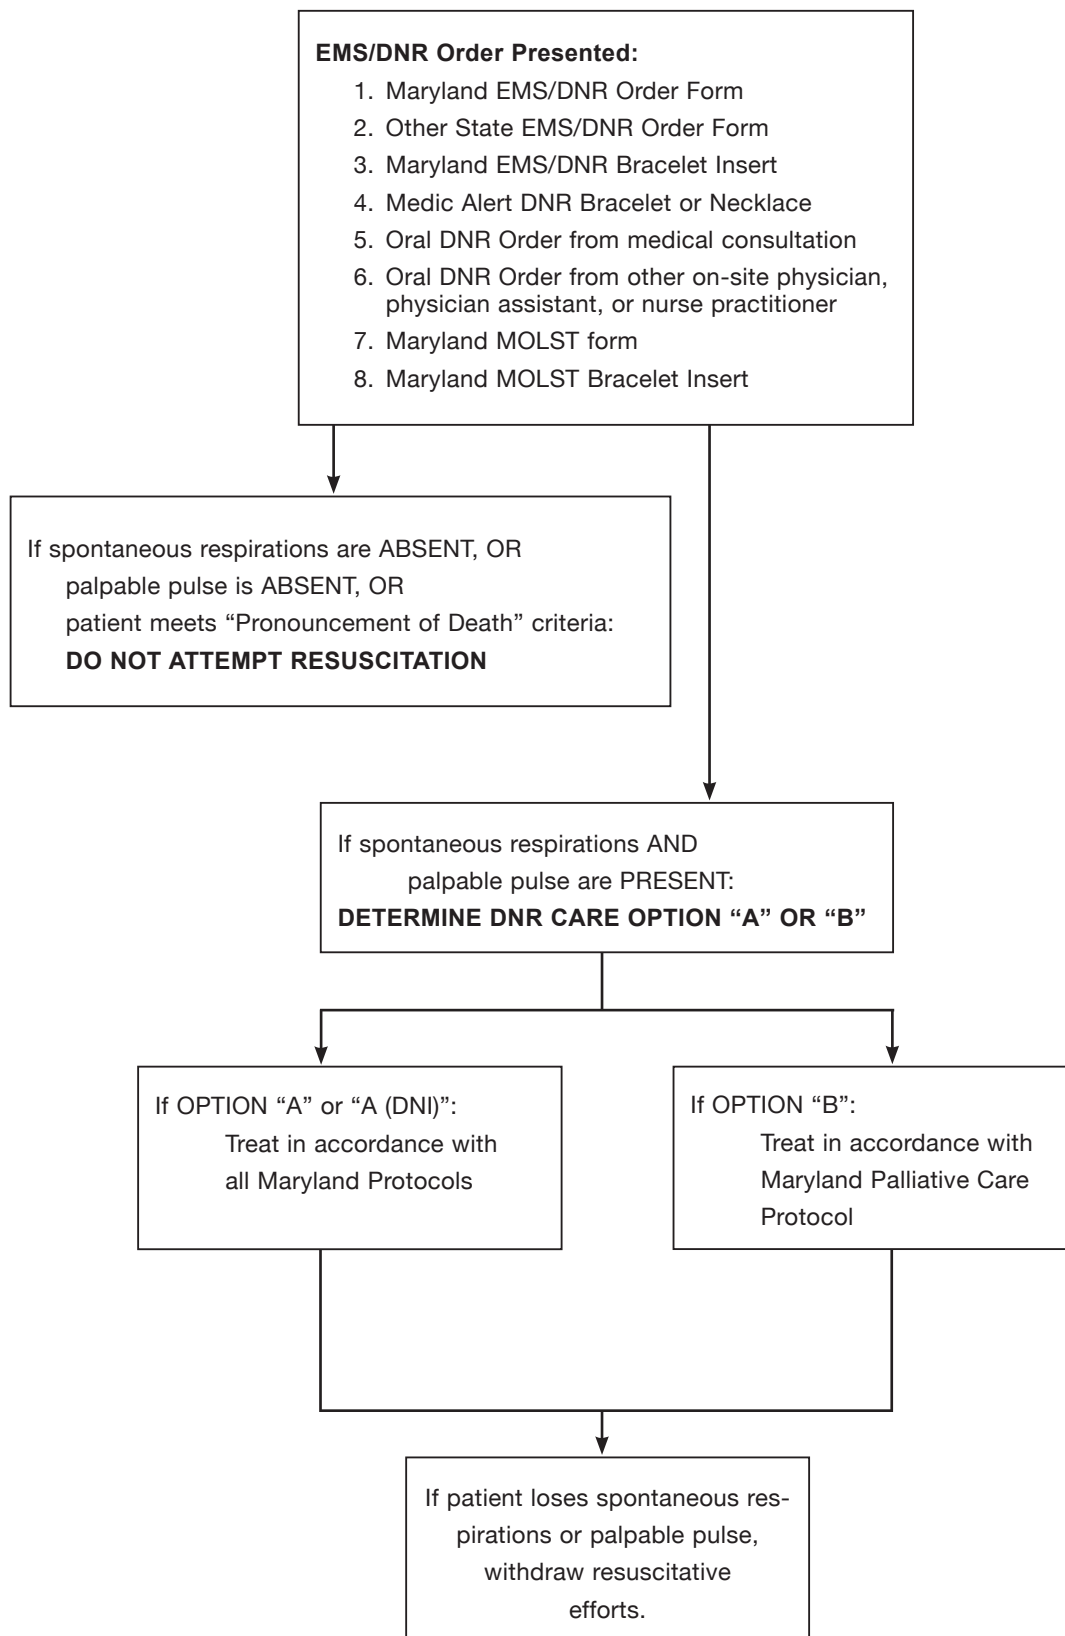 EMS/DNR Order Presented:
1. Maryland EMS/DNR Order Form
2. Other State EMS/DNR Order Form
3. Maryland EMS/DNR Bracelet Insert
4. Medic Alert DNR Bracelet or Necklace
5. Oral DNR Order from medical consultation
6. Oral DNR Order from other on-site physician,
physician assistant, or nurse practitioner
7. Maryland MOLST form
8. Maryland MOLST Bracelet Insert
If spontaneous respirations are ABSENT, OR
palpable pulse is ABSENT, OR
patient meets “Pronouncement of Death” criteria:
DO NOT ATTEMPT RESUSCITATION
If spontaneous respirations AND
palpable pulse are PRESENT:
DETERMINE DNR CARE OPTION “A” OR “B”
If OPTION “A” or “A (DNI)”:
Treat in accordance with
all Maryland Protocols
If OPTION “B”:
Treat in accordance with
Maryland Palliative Care
Protocol
If patient loses spontaneous res-
pirations or palpable pulse,
withdraw resuscitative
efforts.